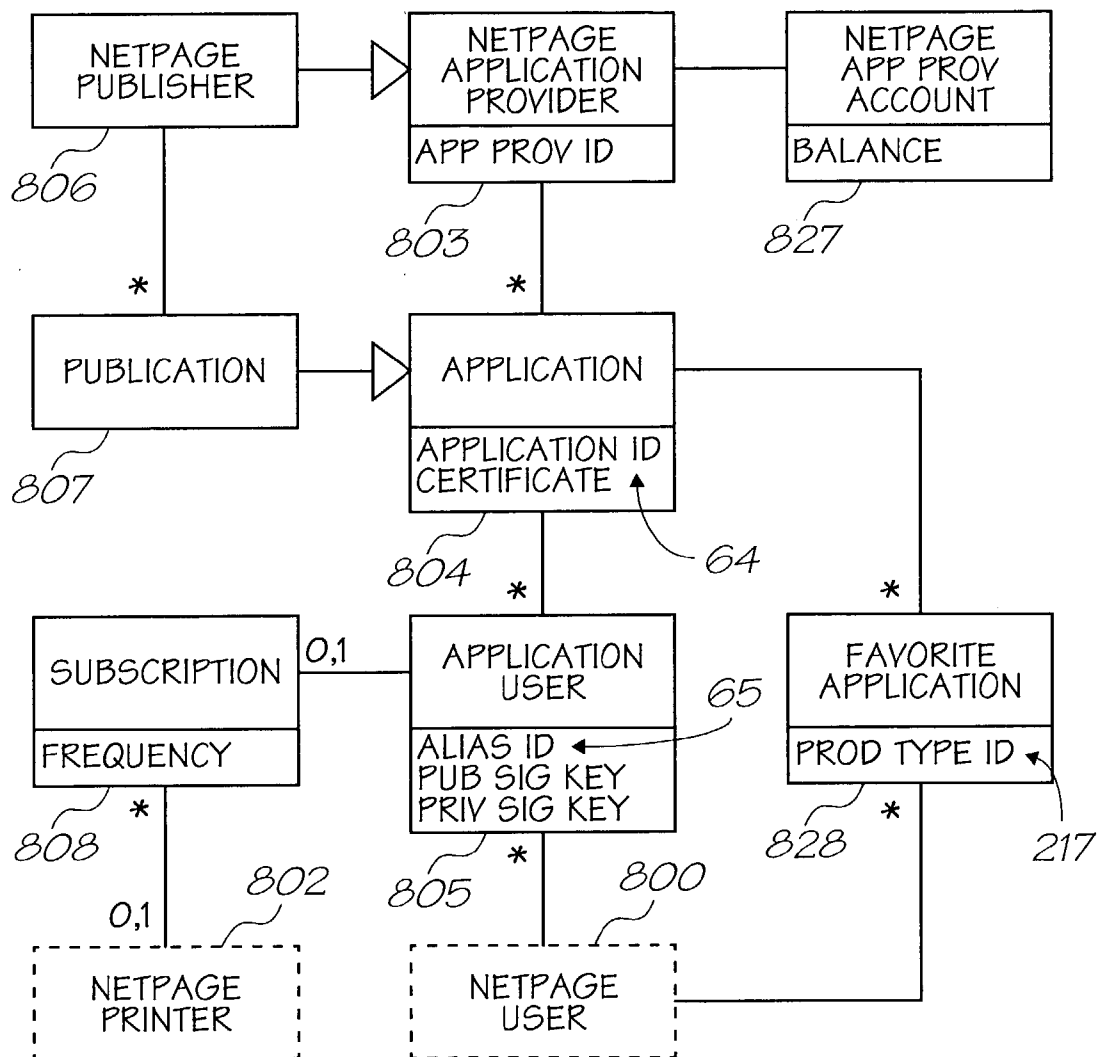 NETPAGE
PUBLISHER
806
NETPAGE
APPLICATION
PROVIDER
APP PROV ID
803
NETPAGE
APP PROV
ACCOUNT
BALANCE
827
*
*
PUBLICATION
807
APPLICATION
APPLICATION ID
CERTIFICATE
64
804
*
*
SUBSCRIPTION
FREQUENCY
0,1
808
*
APPLICATION
USER
65
ALIAS ID
PUB SIG KEY
PRIV SIG KEY
805
*
FAVORITE
APPLICATION
PROD TYPE ID
828
*
217
802
0,1
NETPAGE
PRINTER
800
NETPAGE
USER